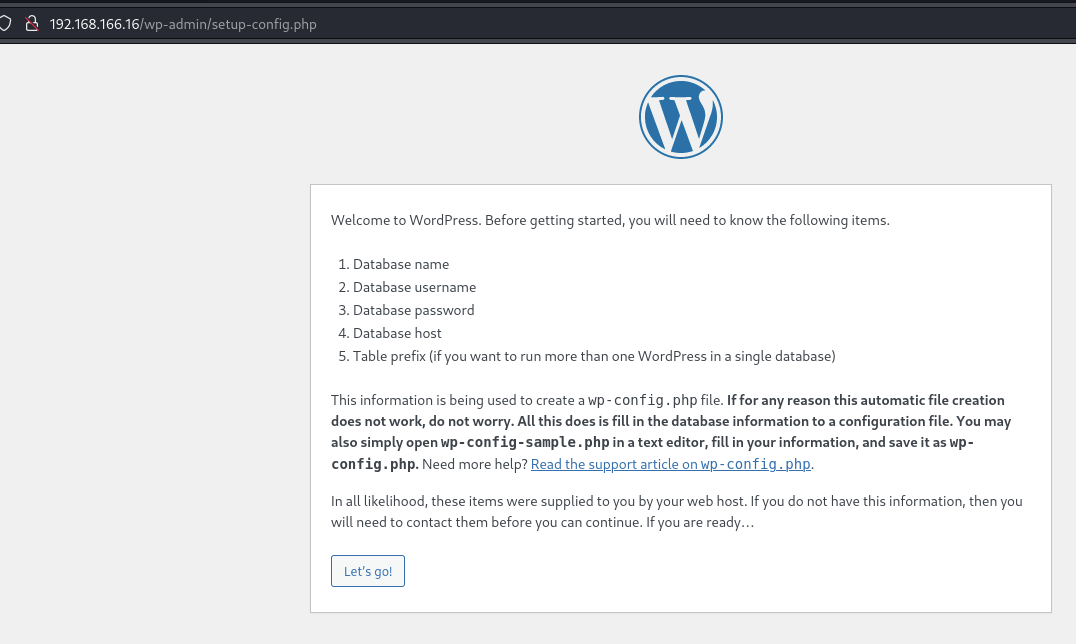 192.168.166.16/wp-admin/setup-config.php
Welcome to WordPress. Before getting started, you will need to know the following items.
1. Database name
2. Database username
3. Database password
4. Database host
5. Table prefix (if you want to run more than one WordPress in a single database)
This information is being used to create a wp-config.php file. If for any reason this automatic file creation
does not work, do not worry. All this does is fill in the database information to a configuration file. You may
also simply open wp-config-sample.php in a text editor, fill in your information, and save it as wp-
config.php. Need more help? Read the support article on wp-config.php.
In all likelihood, these items were supplied to you by your web host. If you do not have this information, then you
will need to contact them before you can continue. If you are ready…
Let's go!